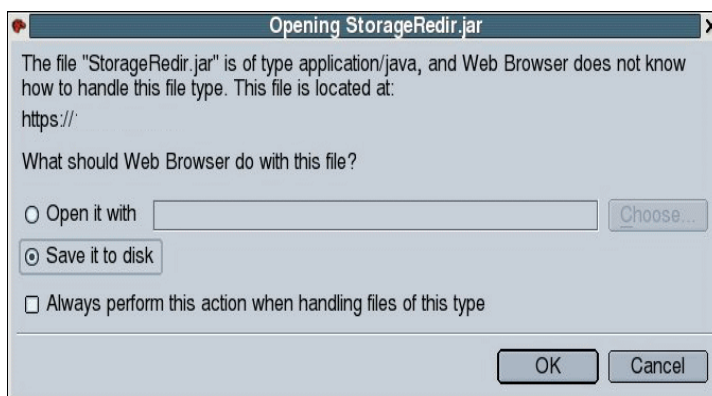 Opening StorageRedir.jar
The file "StorageRedir.jar" is of type application/java, and Web Browser does not know
how to handle this file type. This file is located at:
https://
What should Web Browser do with this file?
Open it with
Choose...
Save it to disk
Always perform this action when handling files of this type
OK
Cancel